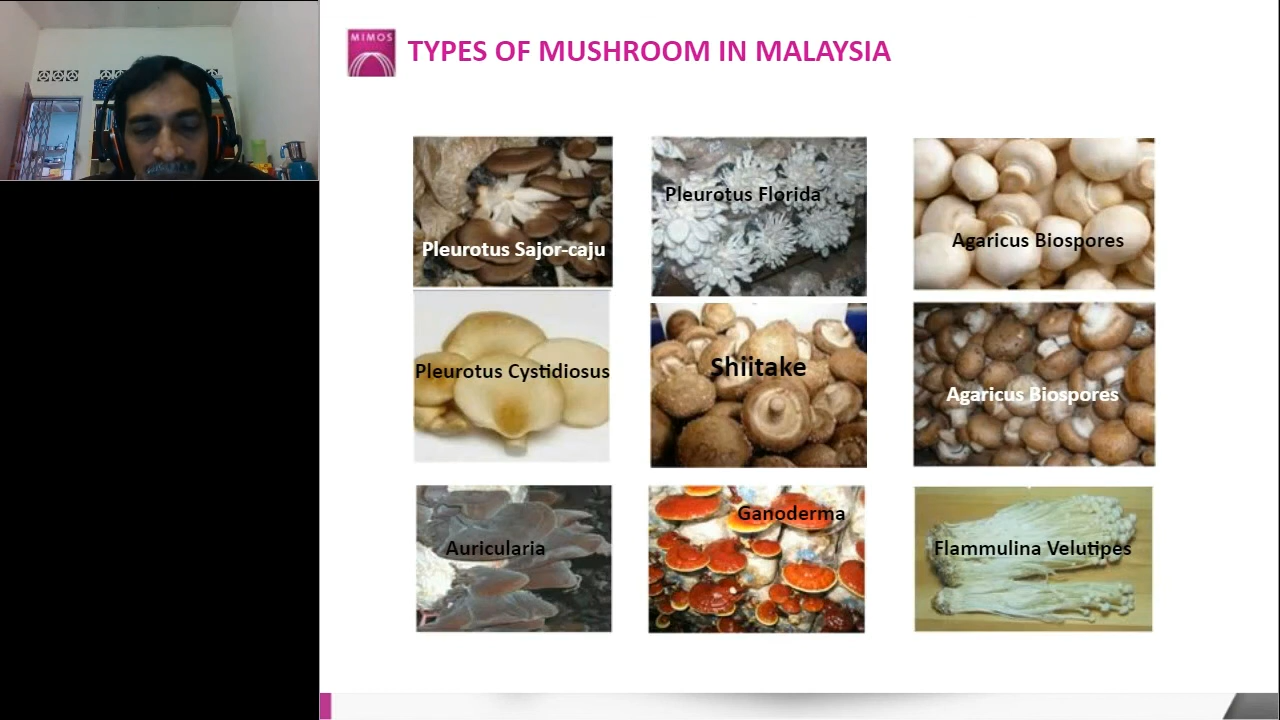 MIMOS
TYPES OF MUSHROOM IN MALAYSIA
Pleurotus Sajor-caju
Pleurotus Florida
Agaricus Biospores
Pleurotus Cystidiosus
Shiitake
Agaricus Biospores
Auricularia
Ganoderma
Flammulina Velutipes